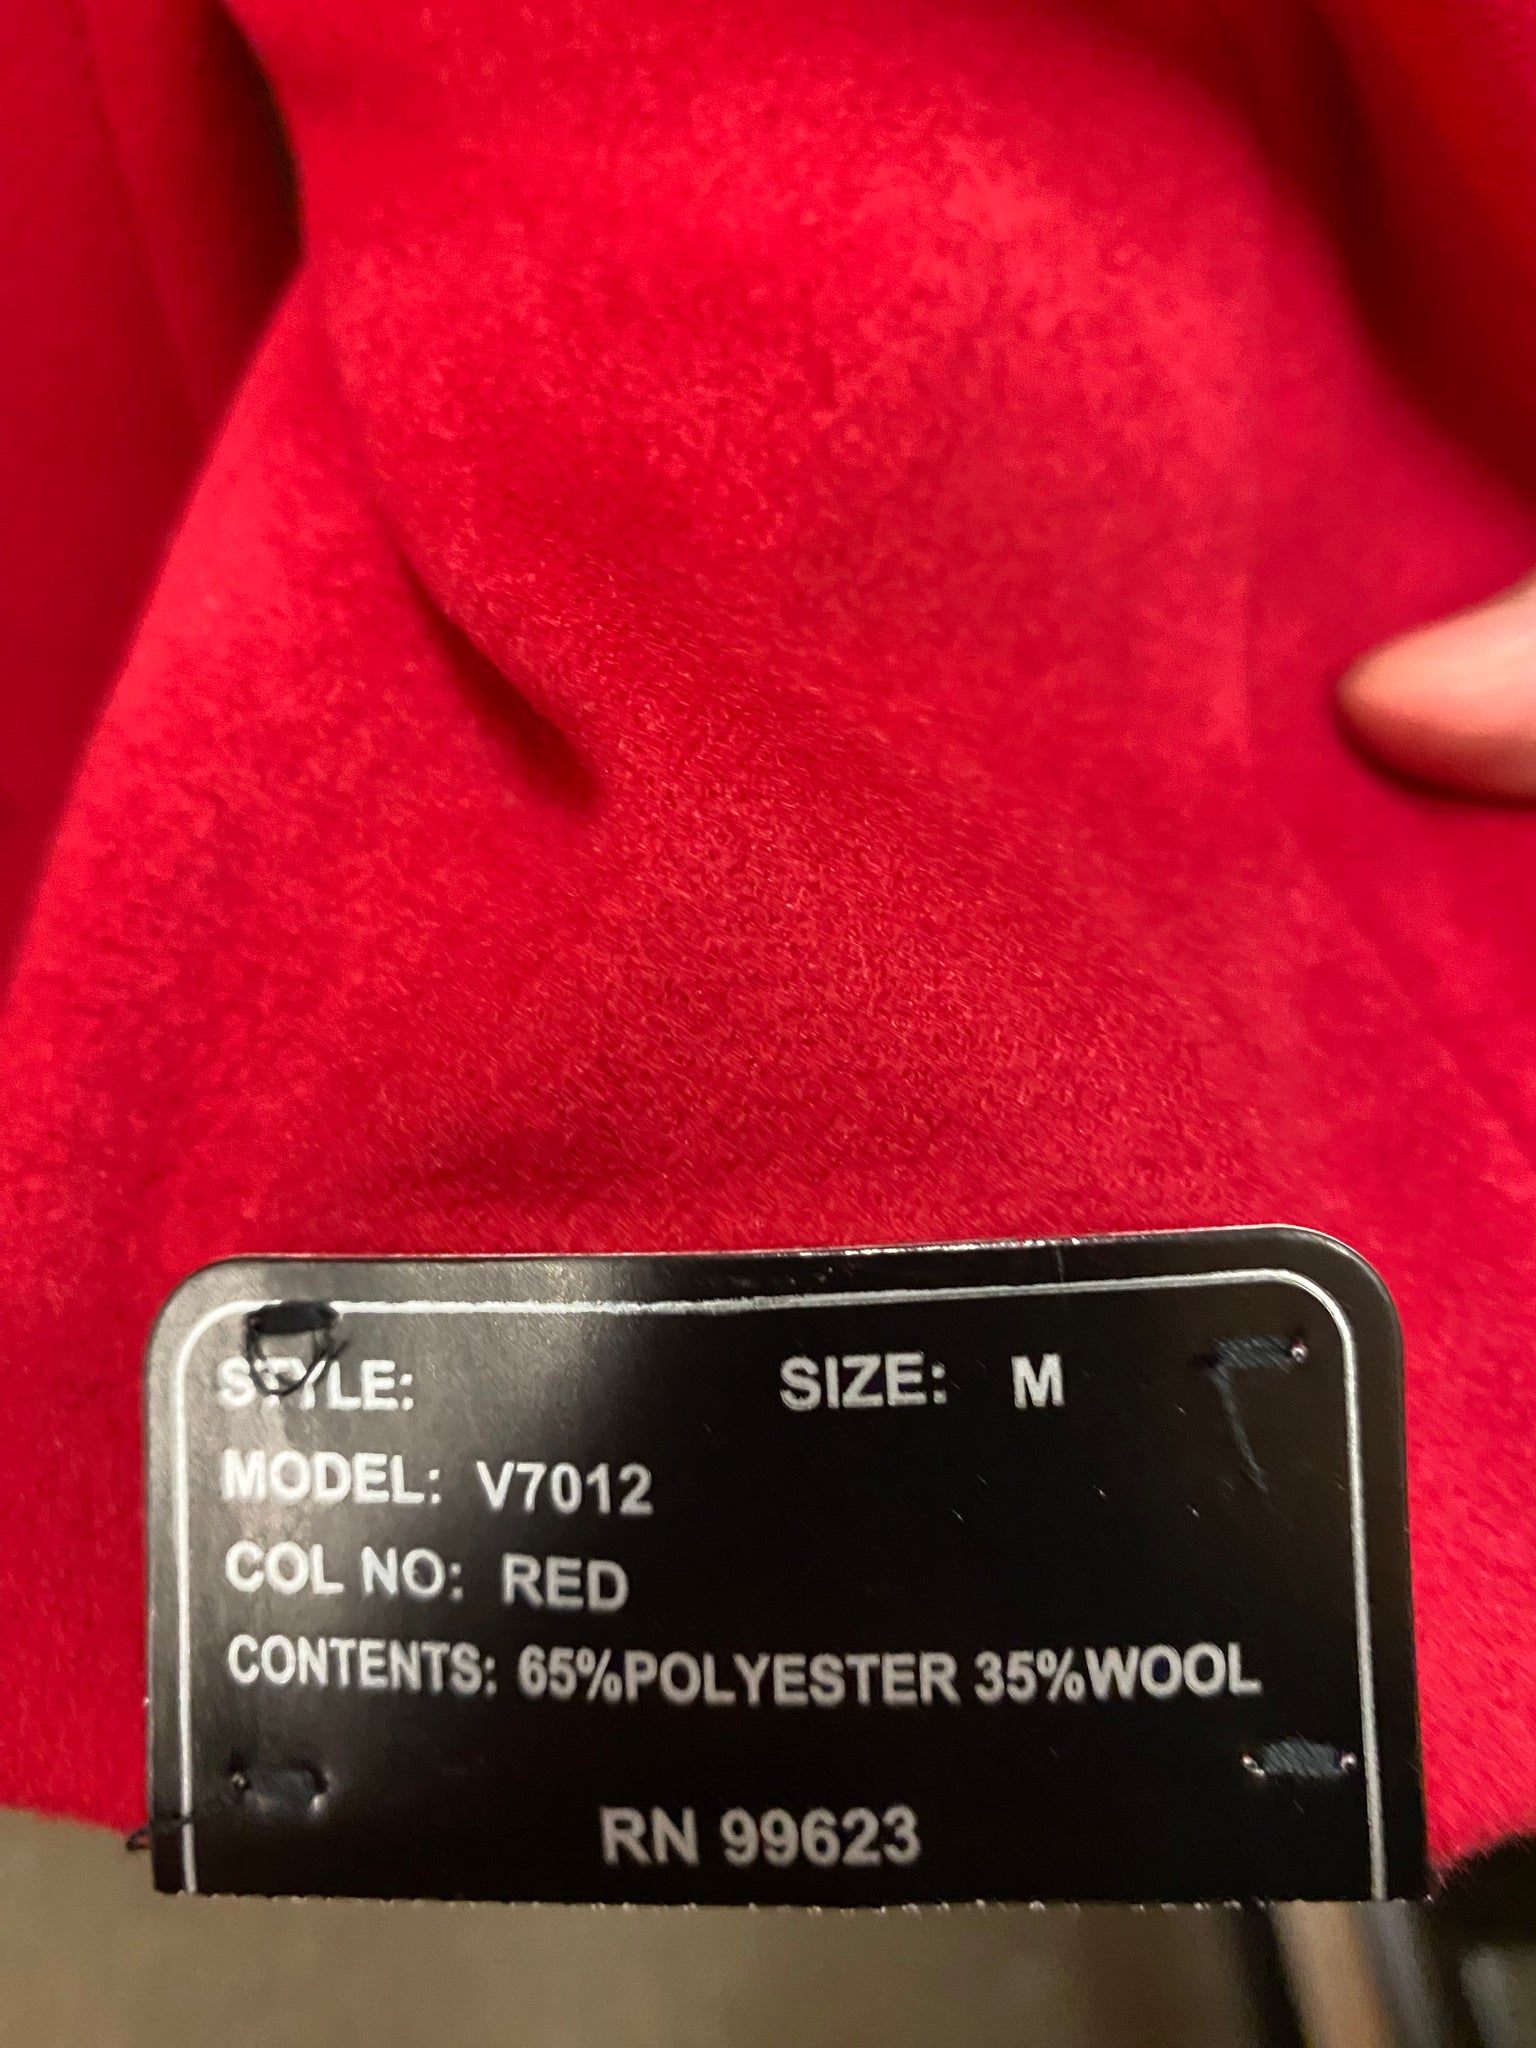 STYLE: SIZE: M
MODEL: V7012
COL NO: RED
CONTENTS: 65%POLYESTER 35%WOOL
RN 99623